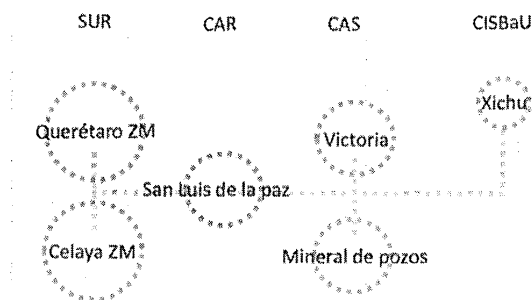 SUR CAR CAS CISBaU
Xichu
Querétaro ZM Victoria
San Luis de la paz
Celaya ZM Mineral de pozos